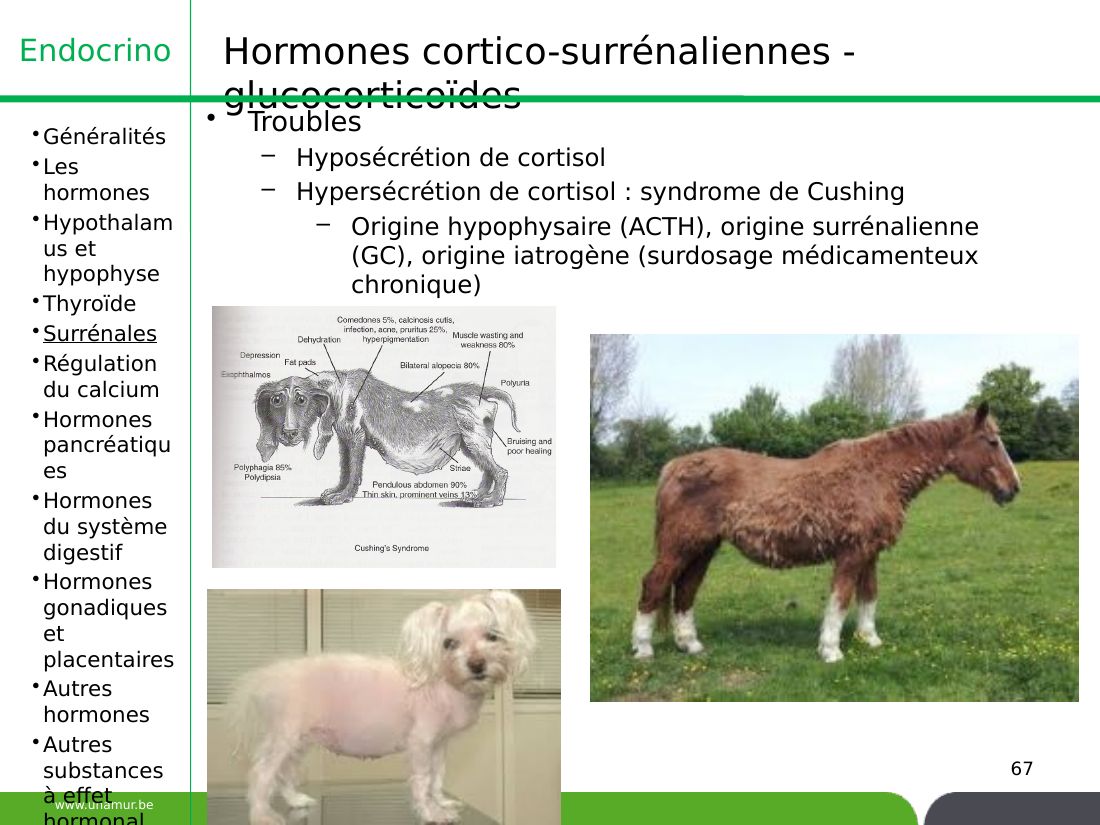 Endocrino
Hormones cortico-surrénaliennes -
glucocorticoïdes
• Généralités
• Les
hormones
• Hypothalam
us et
hypophyse
• Thyroïde
• Surrénales
• Régulation
du calcium
• Hormones
pancréatiqu
es
• Hormones
du système
digestif
• Hormones
gonadiques
et
placentaires
• Autres
hormones
• Autres
substances
à effet
hormonal
• Troubles
– Hyposécrétion de cortisol
– Hypersécrétion de cortisol : syndrome de Cushing
– Origine hypophysaire (ACTH), origine surrénalienne
(GC), origine iatrogène (surdosage médicamenteux
chronique)
Comedones 5%, calcinosis cutis,
infection, acne, pruritus 25%,
hyperpigmentation
Muscle wasting and
weakness 80%
Dehydration
Depression
Fat pads
Bilateral alopecia 80%
Exophthalmos
Polyuria
Bruising and
poor healing
Polyphagia 85%
Polydipsia
Striae
Pendulous abdomen 90%
Thin skin, prominent veins 13%
Cushing's Syndrome
67
www.unamur.be